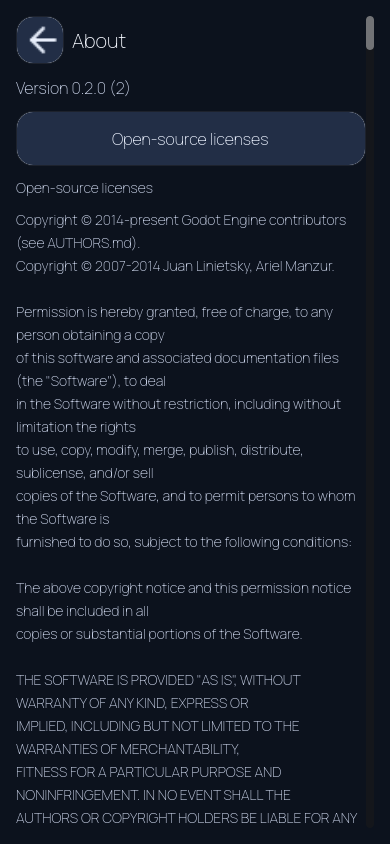 About
Version 0.2.0 (2)
Open-source licenses
Open-source licenses
Copyright © 2014-present Godot Engine contributors
(see AUTHORS.md).
Copyright © 2007-2014 Juan Linietsky, Ariel Manzur.
Permission is hereby granted, free of charge, to any
person obtaining a copy
of this software and associated documentation files
(the "Software"), to deal
in the Software without restriction, including without
limitation the rights
to use, copy, modify, merge, publish, distribute,
sublicense, and/or sell
copies of the Software, and to permit persons to whom
the Software is
furnished to do so, subject to the following conditions:
The above copyright notice and this permission notice
shall be included in all
copies or substantial portions of the Software.
THE SOFTWARE IS PROVIDED "AS IS", WITHOUT
WARRANTY OF ANY KIND, EXPRESS OR
IMPLIED, INCLUDING BUT NOT LIMITED TO THE
WARRANTIES OF MERCHANTABILITY,
FITNESS FOR A PARTICULAR PURPOSE AND
NONINFRINGEMENT. IN NO EVENT SHALL THE
AUTHORS OR COPYRIGHT HOLDERS BE LIABLE FOR ANY